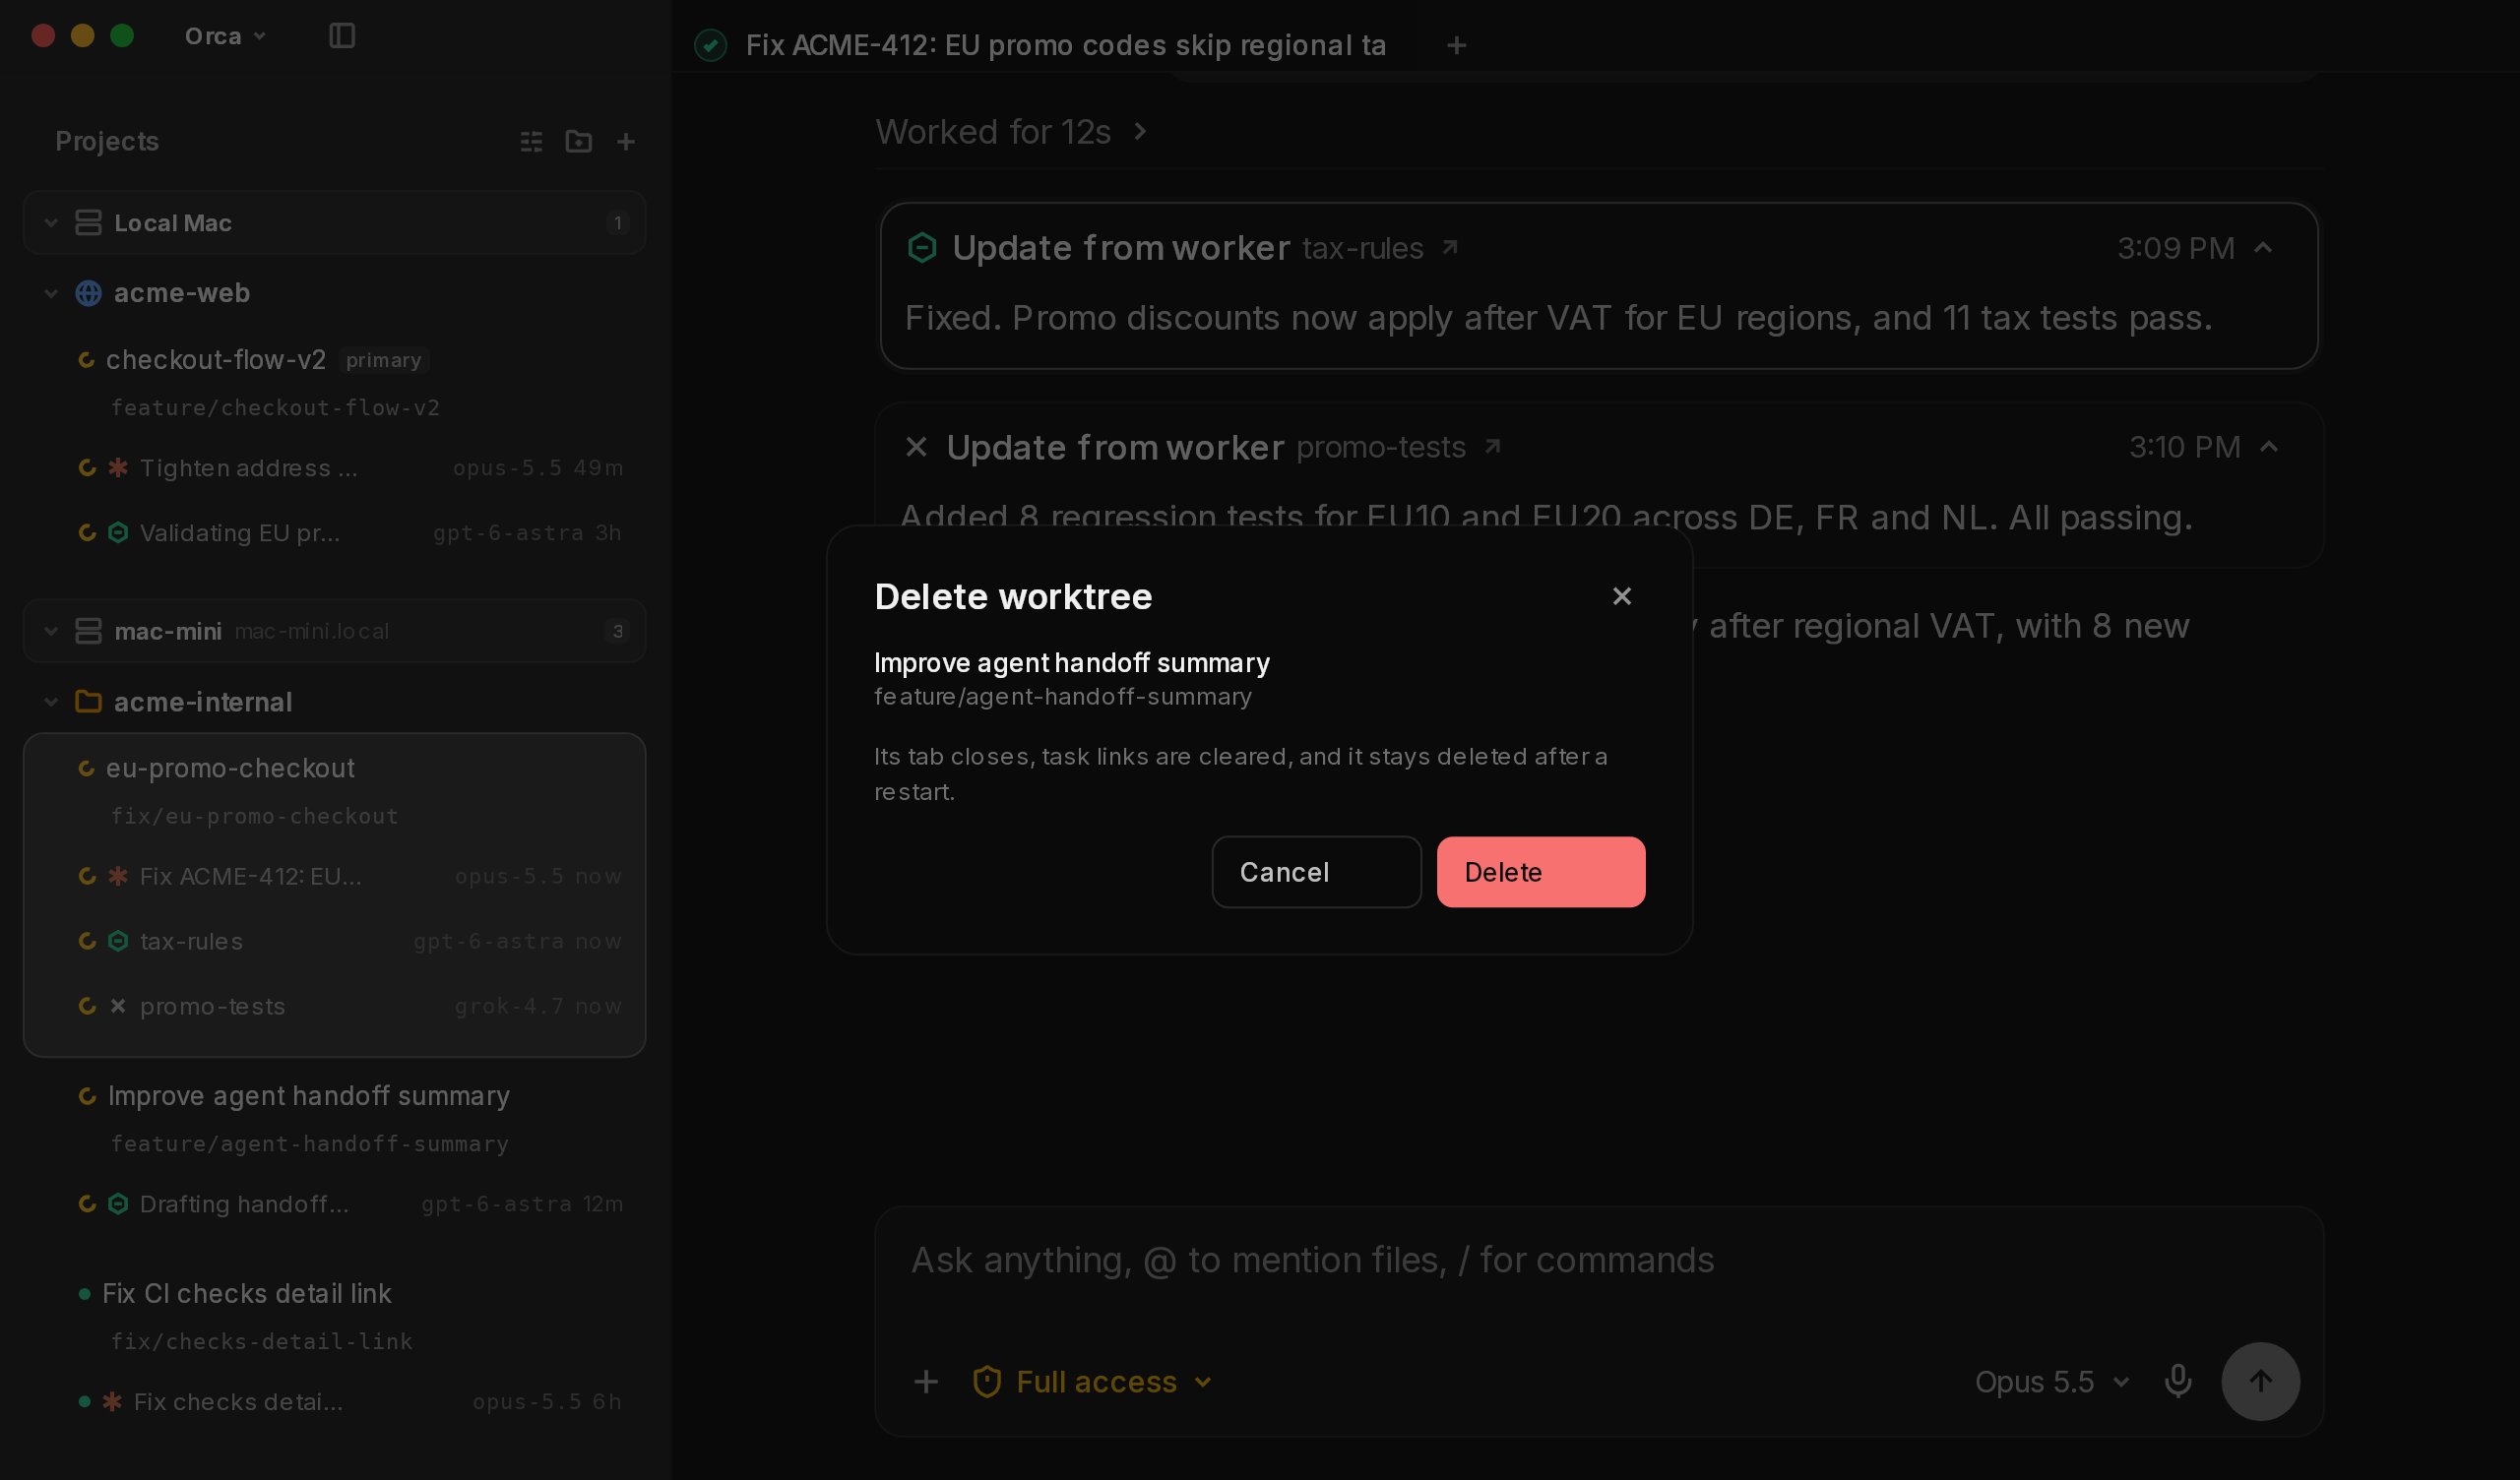 Orca
Projects
Local Mac 1
acme-web
checkout-flow-v2 primary
feature/checkout-flow-v2
Tighten address ... opus-5.5 49m
Validating EU pr... gpt-6-astra 3h
mac-mini mac-mini.local 3
acme-internal
eu-promo-checkout
fix/eu-promo-checkout
Fix ACME-412: EU... opus-5.5 now
tax-rules gpt-6-astra now
promo-tests grok-4.7 now
Improve agent handoff summary
feature/agent-handoff-summary
Drafting handoff... gpt-6-astra 12m
Fix CI checks detail link
fix/checks-detail-link
Fix checks detai... opus-5.5 6h
Fix ACME-412: EU promo codes skip regional ta
Worked for 12s
Update from worker tax-rules 3:09 PM
Fixed. Promo discounts now apply after VAT for EU regions, and 11 tax tests pass.
Update from worker promo-tests 3:10 PM
Added 8 regression tests for EU10 and EU20 across DE, FR and NL. All passing.
after regional VAT, with 8 new
Delete worktree
Improve agent handoff summary
feature/agent-handoff-summary
Its tab closes, task links are cleared, and it stays deleted after a
restart.
Cancel Delete
Ask anything, @ to mention files, / for commands
Full access
Opus 5.5